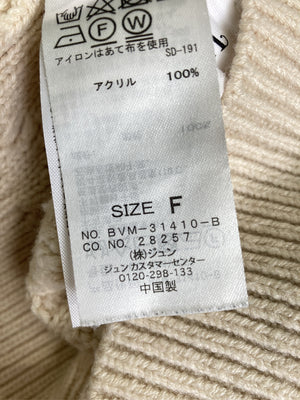 アイロンはあて布を使用
SD-191
アクリル 100%
SIZE F
NO. BVM-31410-B
CO. NO. 28257
(株)ジュン
ジュンカスタマーセンター
0120-298-133
中国製